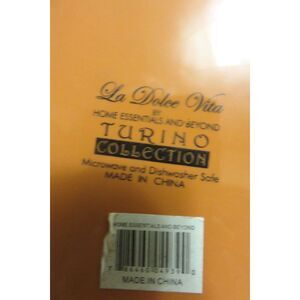 La Dolce Vita
BY
HOME ESSENTIALS AND BEYOND
TURINO
COLLECTION
Microwave and Dishwasher Safe
MADE IN CHINA
HOME ESSENTIALS AND BEYOND
MADE IN CHINA